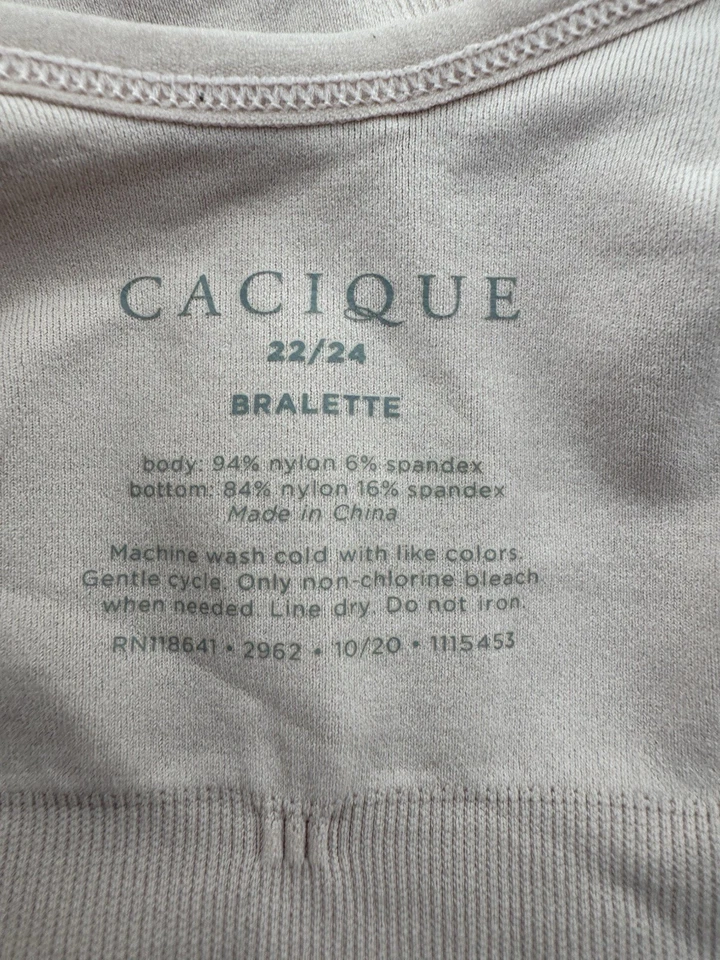 CACIQUE
22/24
BRALETTE
body: 94% nylon 6% spandex
bottom: 84% nylon 16% spandex
Made in China
Machine wash cold with like colors.
Gentle cycle. Only non-chlorine bleach
when needed. Line dry. Do not iron.
RN118641 • 2962 • 10/20 • 1115453